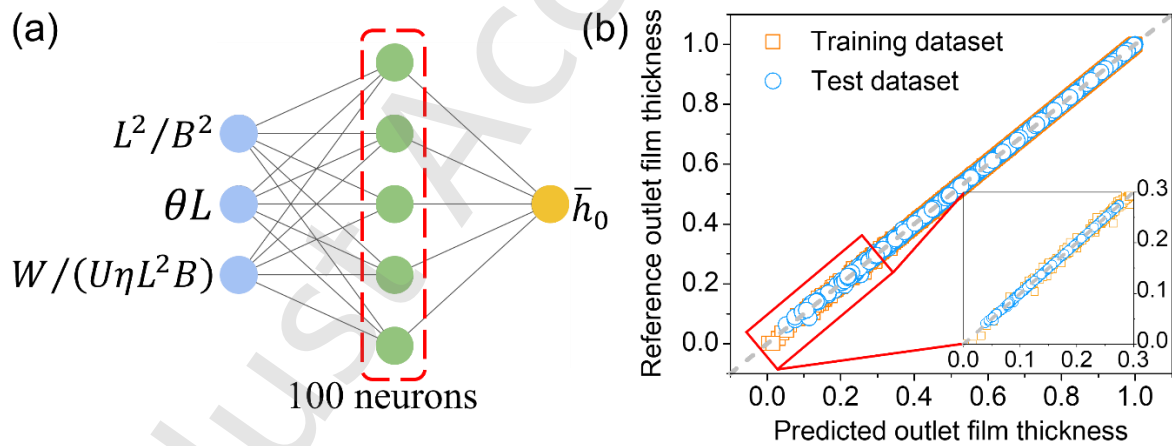 (a)
L²/B²
θL
W/(UηL²B)
h̄₀
100 neurons
(b)
Training dataset
Test dataset
Reference outlet film thickness
1.0
0.8
0.6
0.4
0.2
0.0
0.0 0.2 0.4 0.6 0.8 1.0
Predicted outlet film thickness
0.3
0.2
0.1
0.0
0.0 0.1 0.2 0.3
Just Acc